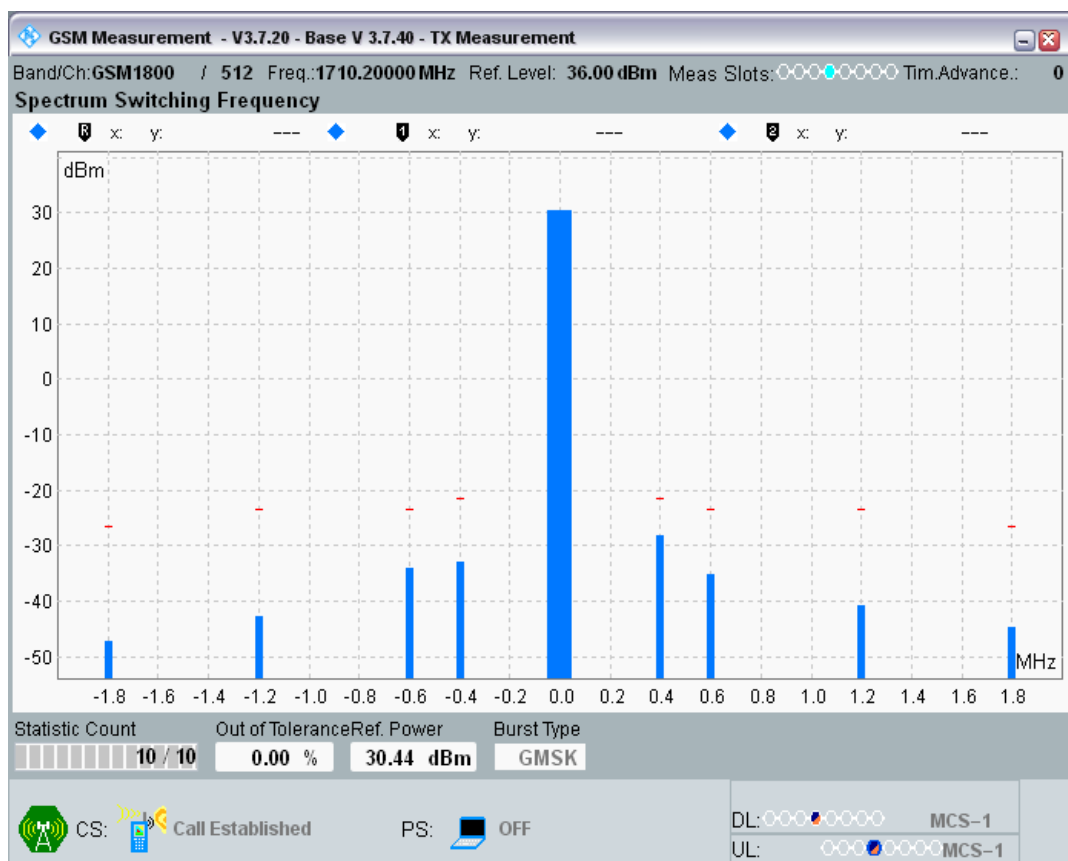 GSM Measurement - V3.7.20 - Base V 3.7.40 - TX Measurement
Band/Ch:GSM1800 / 512 Freq.:1710.20000 MHz Ref. Level: 36.00 dBm Meas Slots: Tim.Advance.: 0
Spectrum Switching Frequency
R x: y: --- 1 x: y: --- 2 x: y: ---
dBm
30
20
10
0
-10
-20
-30
-40
-50
MHz
-1.8 -1.6 -1.4 -1.2 -1.0 -0.8 -0.6 -0.4 -0.2 0.0 0.2 0.4 0.6 0.8 1.0 1.2 1.4 1.6 1.8
Statistic Count Out of Tolerance Ref. Power Burst Type
10 / 10 0.00 % 30.44 dBm GMSK
CS: Call Established PS: OFF
DL: MCS-1
UL: MCS-1